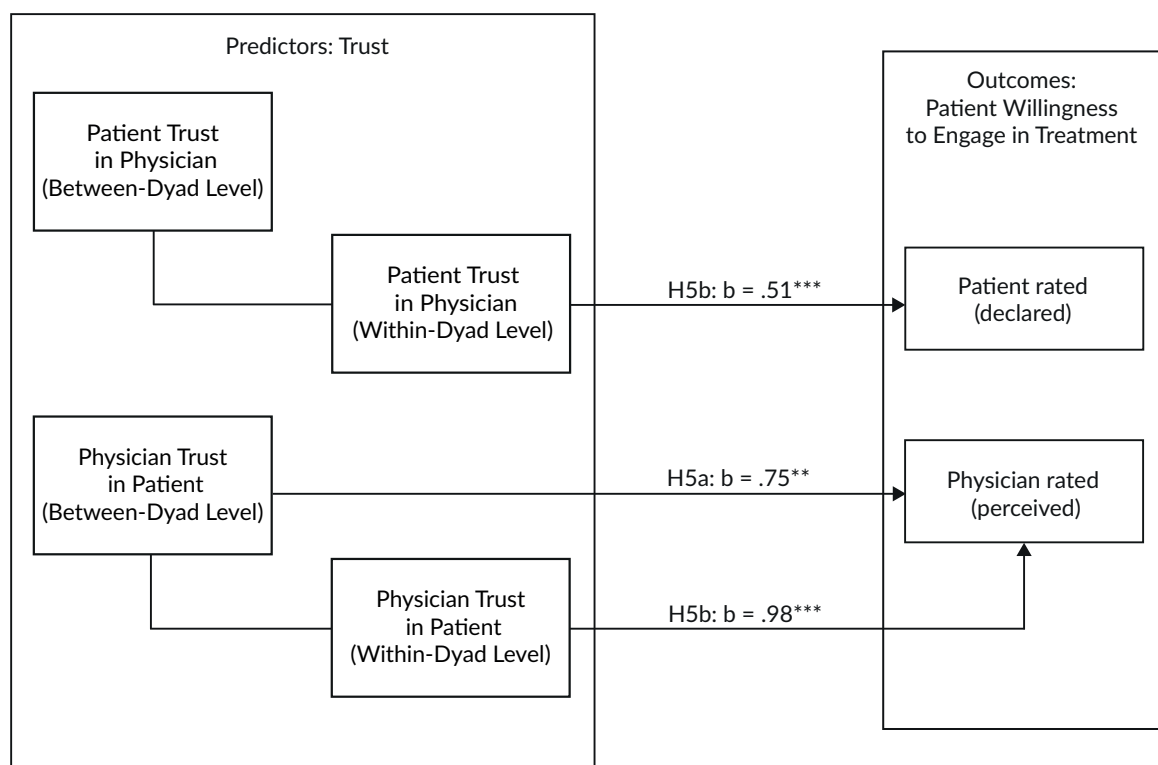 Predictors: Trust
Patient Trust
in Physician
(Between-Dyad Level)
Patient Trust
in Physician
(Within-Dyad Level)
Physician Trust
in Patient
(Between-Dyad Level)
Physician Trust
in Patient
(Within-Dyad Level)
H5b: b = .51***
H5a: b = .75**
H5b: b = .98***
Outcomes:
Patient Willingness
to Engage in Treatment
Patient rated
(declared)
Physician rated
(perceived)